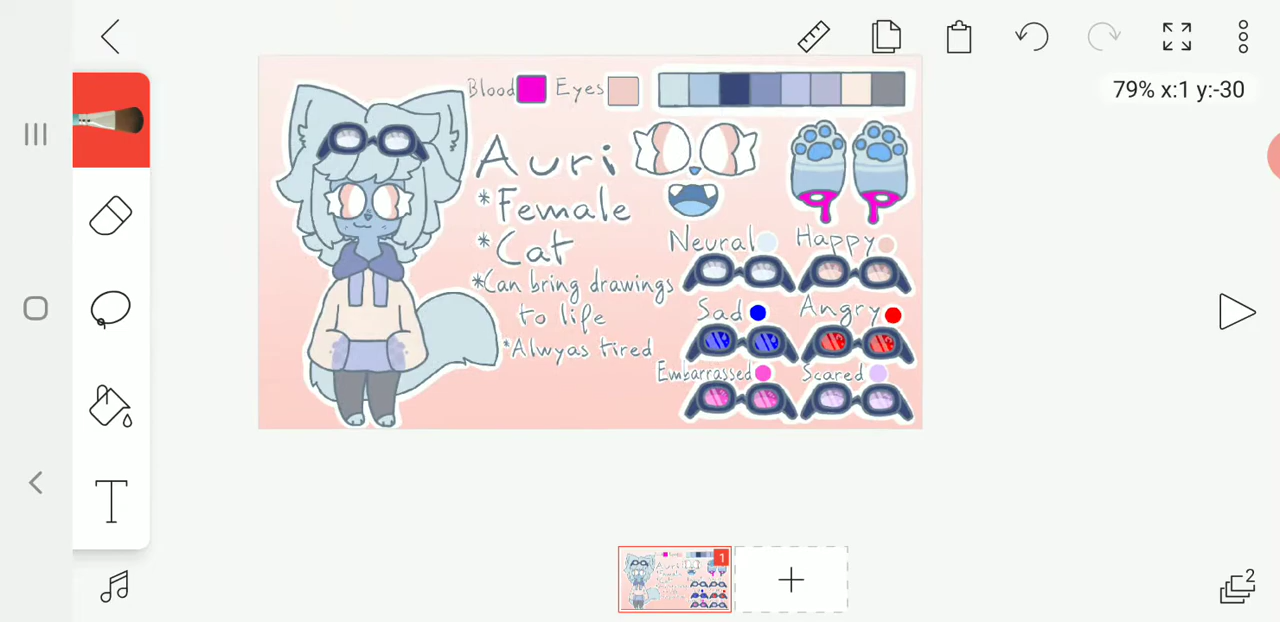 79% x:1 y:-30
Blood Eyes
Auri
*Female
*Cat
*Can bring drawings
to life
*Alwyas tired
Neural Happy
Sad Angry
Embarrassed Scared
T
1
2